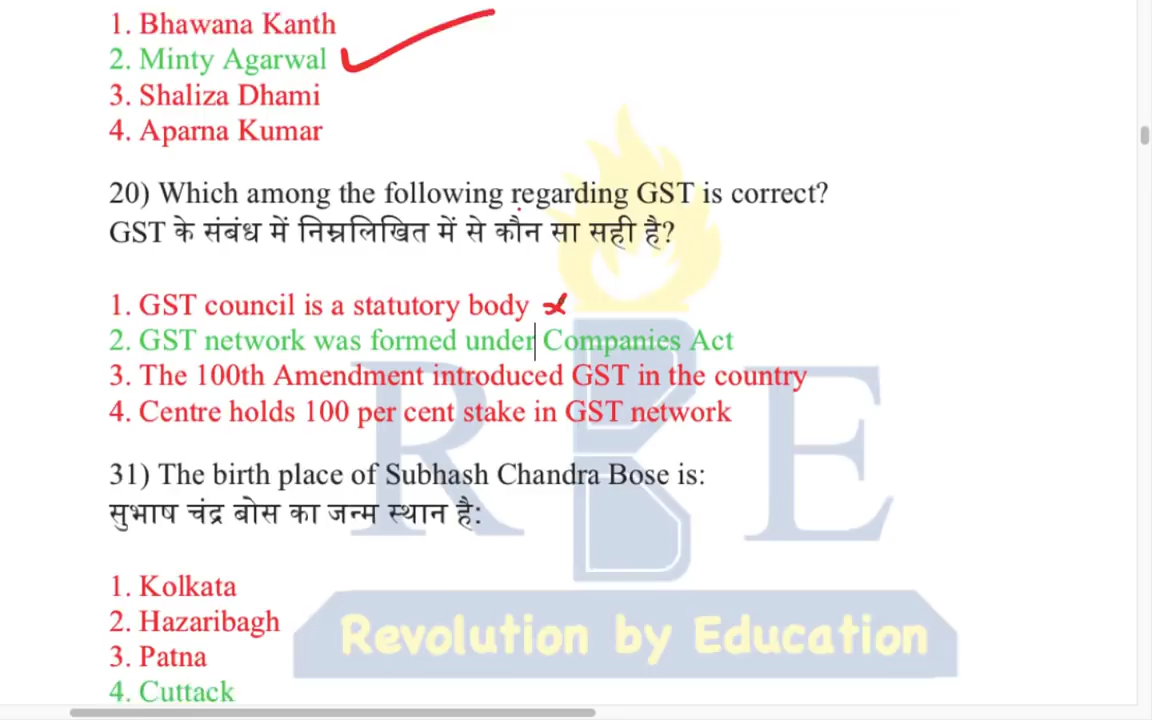 1. Bhawana Kanth
2. Minty Agarwal
3. Shaliza Dhami
4. Aparna Kumar
20) Which among the following regarding GST is correct?
GST के संबंध में निम्नलिखित में से कौन सा सही है?
1. GST council is a statutory body
2. GST network was formed under Companies Act
3. The 100th Amendment introduced GST in the country
4. Centre holds 100 per cent stake in GST network
31) The birth place of Subhash Chandra Bose is:
सुभाष चंद्र बोस का जन्म स्थान है:
1. Kolkata
2. Hazaribagh
3. Patna
4. Cuttack
R B E
Revolution by Education